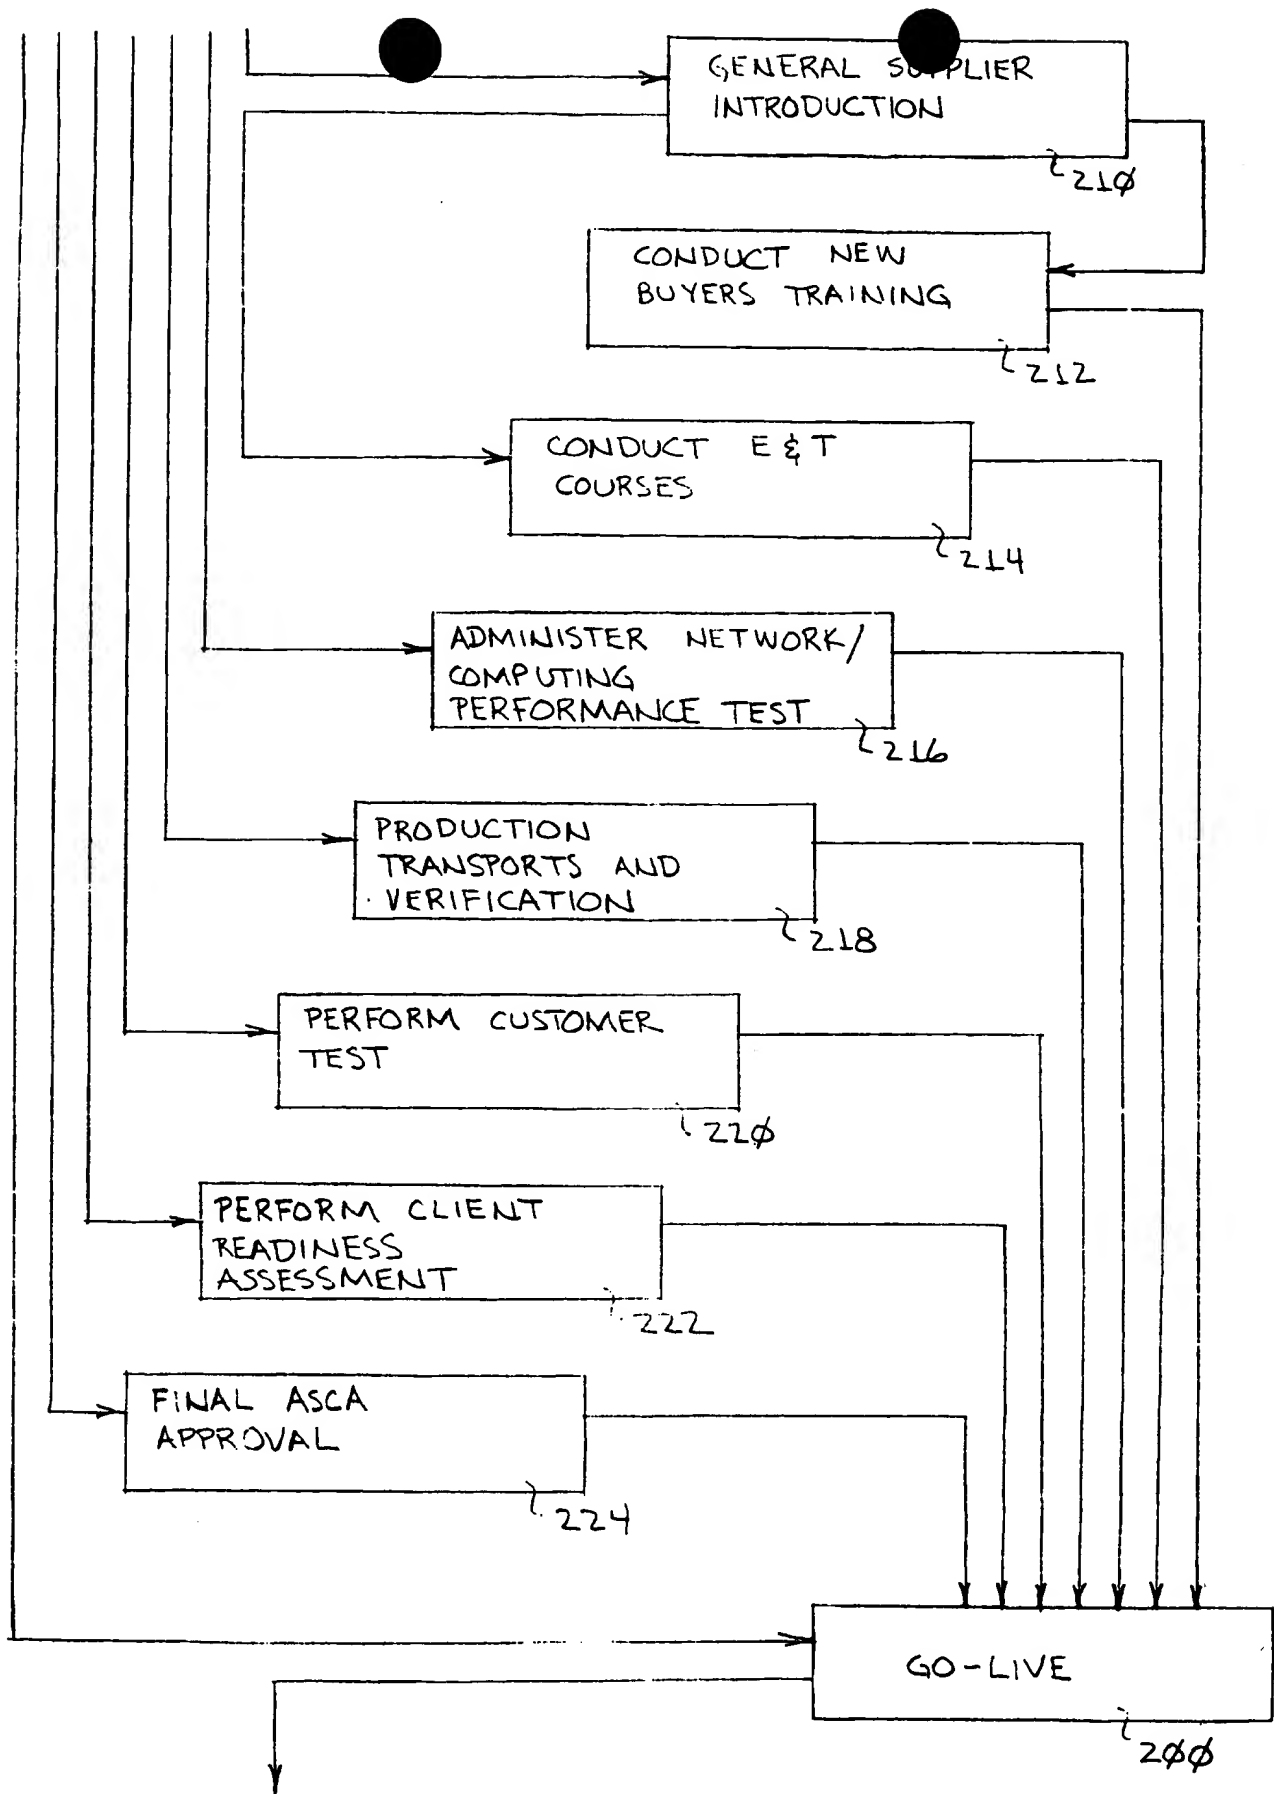 GENERAL SUPPLIER
INTRODUCTION
210
CONDUCT NEW
BUYERS TRAINING
212
CONDUCT E & T
COURSES
214
ADMINISTER NETWORK/
COMPUTING
PERFORMANCE TEST
216
PRODUCTION
TRANSPORTS AND
VERIFICATION
218
PERFORM CUSTOMER
TEST
220
PERFORM CLIENT
READINESS
ASSESSMENT
222
FINAL ASCA
APPROVAL
224
GO-LIVE
200